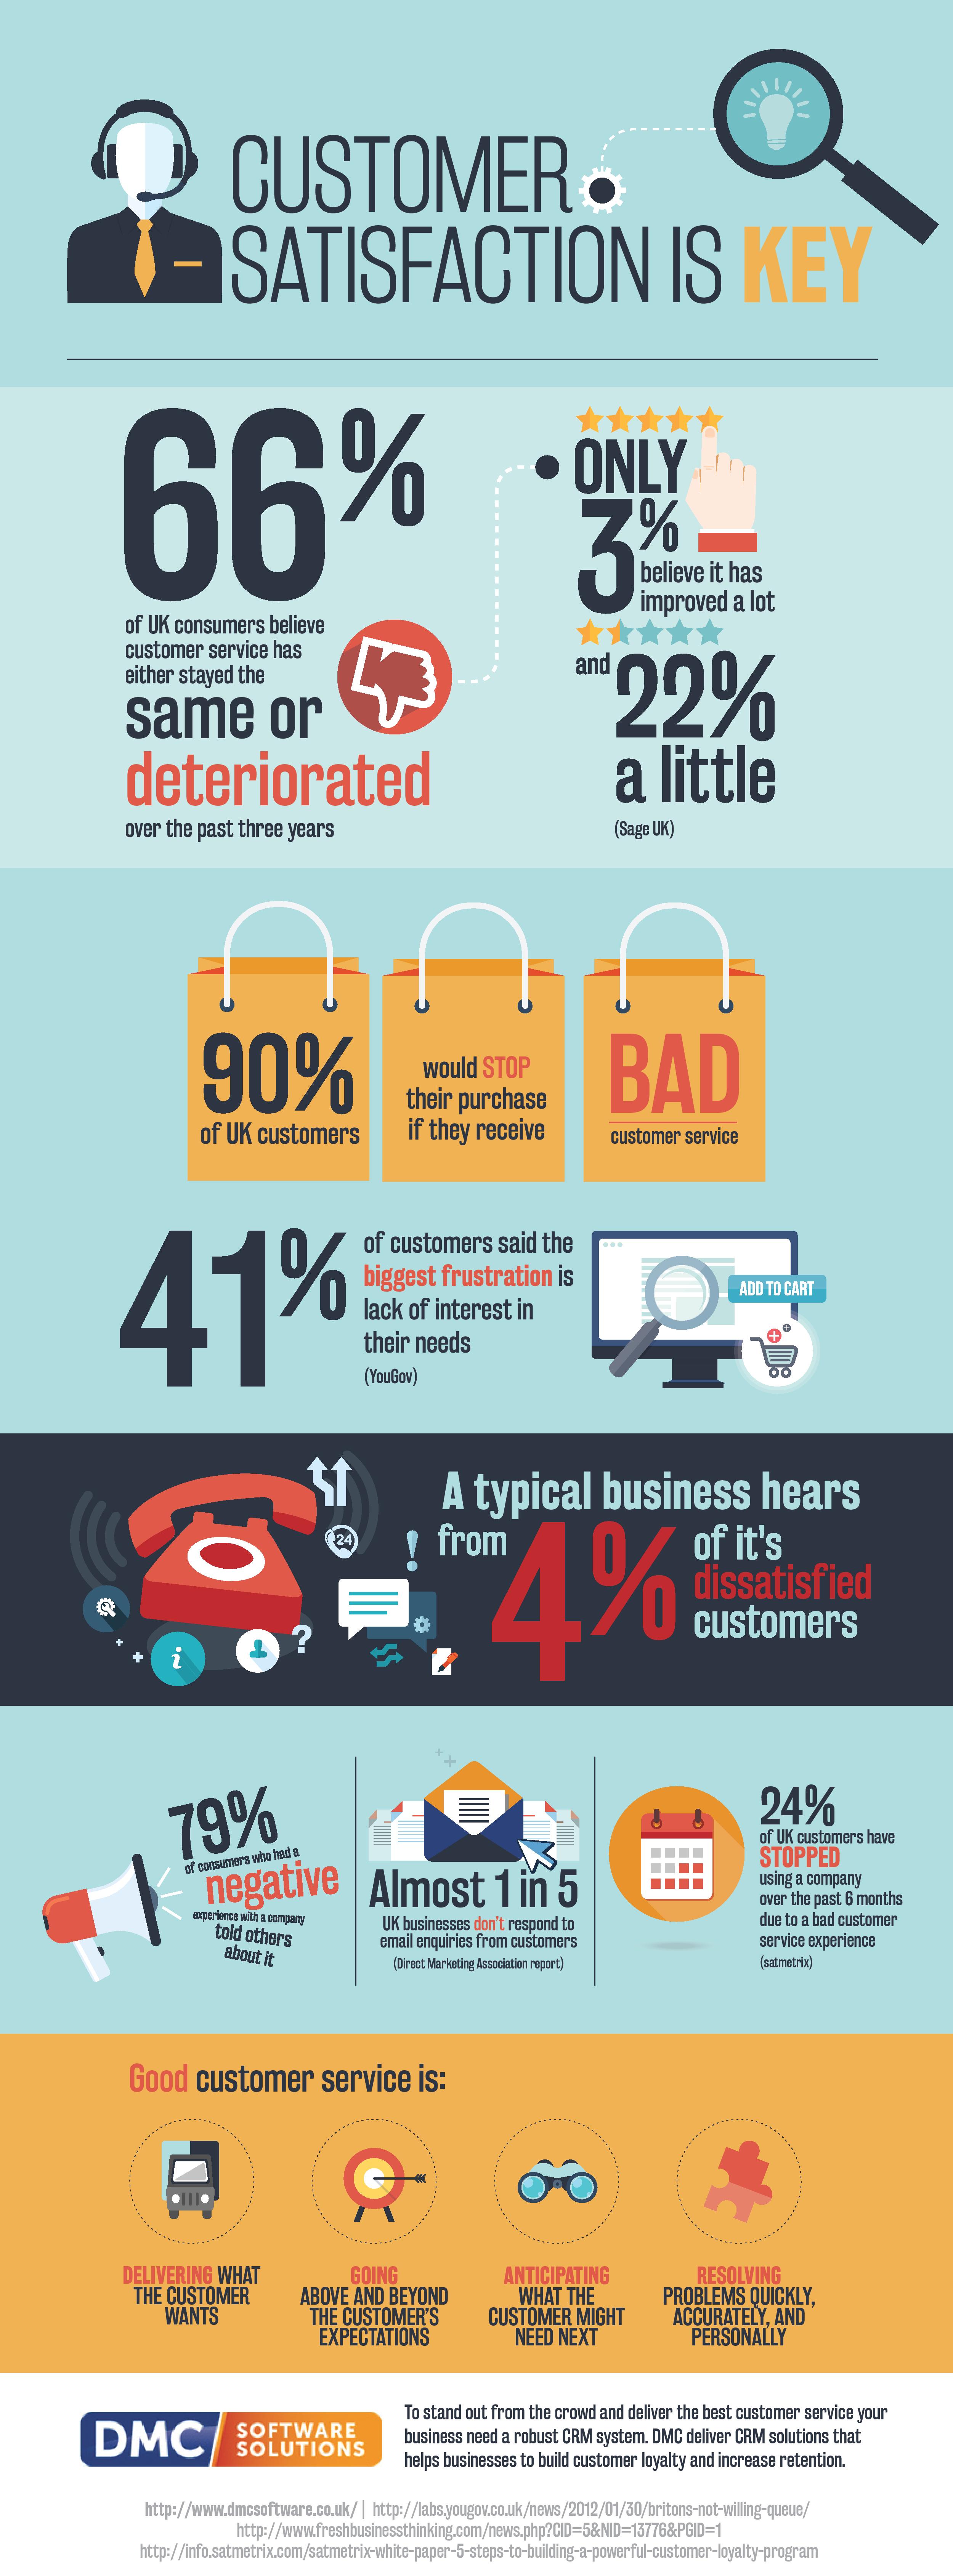 CUSTOMER
SATISFACTION IS KEY
66%
of UK consumers believe
customer service has
either stayed the
same or
deteriorated
over the past three years
ONLY
3%
believe it has
improved a lot
and 22%
a little
(Sage UK)
90%
of UK customers
would STOP
their purchase
if they receive
BAD
customer service
41%
of customers said the
biggest frustration is
lack of interest in
their needs
(YouGov)
ADD TO CART
24
i
?
!
A typical business hears
from 4% of it's
dissatisfied
customers
79%
of consumers who had a
negative
experience with a company
told others
about it
Almost 1 in 5
UK businesses don't respond to
email enquiries from customers
(Direct Marketing Association report)
24%
of UK customers have
STOPPED
using a company
over the past 6 months
due to a bad customer
service experience
(satmetrix)
Good customer service is:
DELIVERING WHAT
THE CUSTOMER
WANTS
GOING
ABOVE AND BEYOND
THE CUSTOMER'S
EXPECTATIONS
ANTICIPATING
WHAT THE
CUSTOMER MIGHT
NEED NEXT
RESOLVING
PROBLEMS QUICKLY,
ACCURATELY, AND
PERSONALLY
DMC SOFTWARE
SOLUTIONS
To stand out from the crowd and deliver the best customer service your
business need a robust CRM system. DMC deliver CRM solutions that
helps businesses to build customer loyalty and increase retention.
http://www.dmcsoftware.co.uk/ | http://labs.yougov.co.uk/news/2012/01/30/britons-not-willing-queue/
http://www.freshbusinessthinking.com/news.php?CID=5&NID=13776&PGID=1
http://info.satmetrix.com/satmetrix-white-paper-5-steps-to-building-a-powerful-customer-loyalty-program